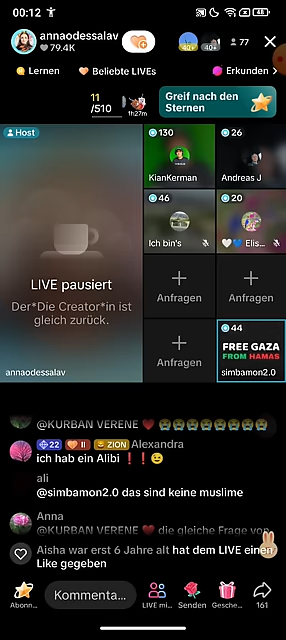 00:12
48
annaodessalav
79.4K
40+
40+
77
Lernen
Beliebte LIVEs
Erkunden
11
/510
1h27m
Greif nach den
Sternen
Host
130
KianKerman
26
Andreas J
LIVE pausiert
Der*Die Creator*in ist
gleich zurück.
46
Ich bin's
20
Elis...
Anfragen
Anfragen
Anfragen
44
FREE GAZA
FROM HAMAS
simbamon2.0
annaodessalav
@KURBAN VERENE ❤️ 😭😭😭😭😭😭😭😭
22 II ZION Alexandra
ich hab ein Alibi ❗❗😉
ali
@simbamon2.0 das sind keine muslime
Anna
@KURBAN VERENE ❤️ die gleiche Frage von
Aisha war erst 6 Jahre alt hat dem LIVE einen
Like gegeben
Abonn...
Kommenta...
LIVE mi...
Senden
Gesche...
161